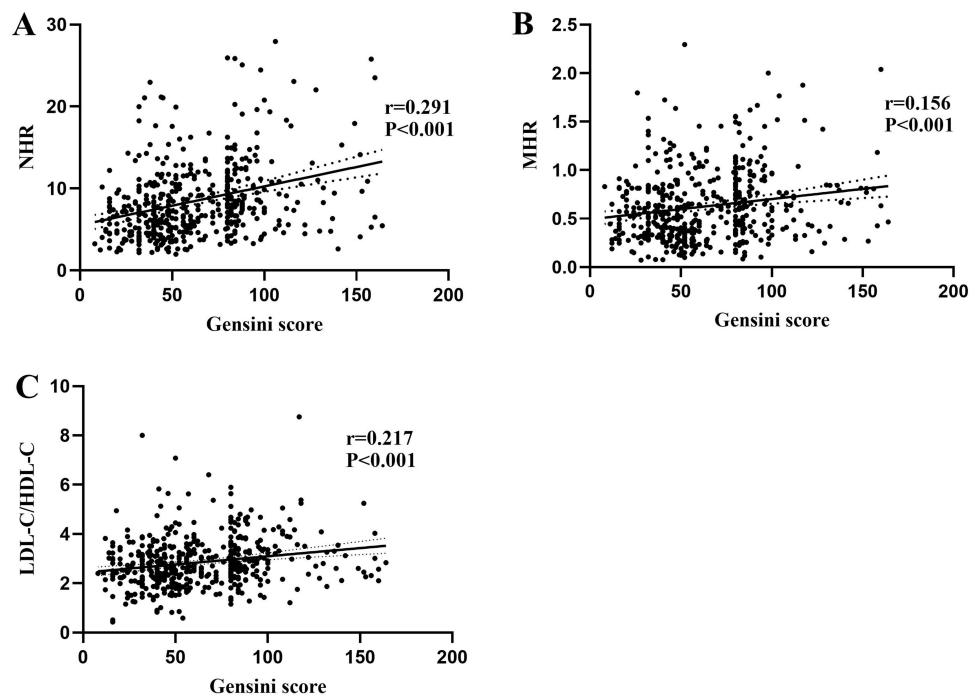 A
NHR
30
20
10
0
r=0.291
P<0.001
0 50 100 150 200
Gensini score
B
MHR
2.5
2.0
1.5
1.0
0.5
0.0
r=0.156
P<0.001
0 50 100 150 200
Gensini score
C
LDL-C/HDL-C
10
8
6
4
2
0
r=0.217
P<0.001
0 50 100 150 200
Gensini score